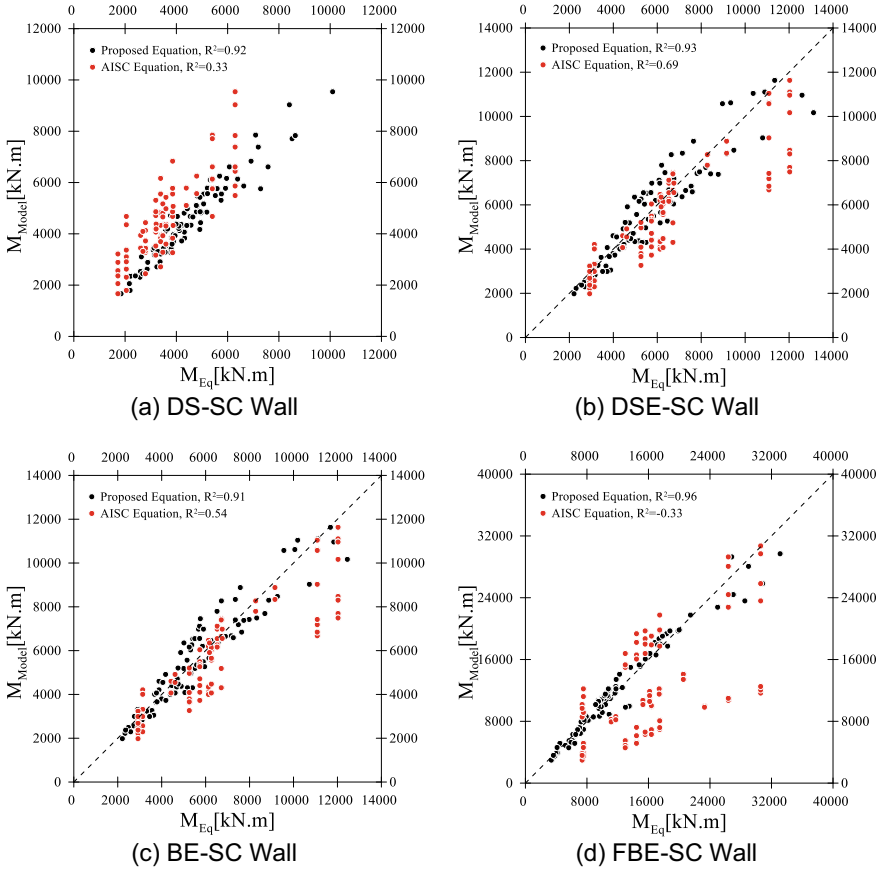 0 2000 4000 6000 8000 10000 12000
12000 12000
10000 10000
8000 8000
6000 6000
4000 4000
2000 2000
0 0
2000 4000 6000 8000 10000 12000
Proposed Equation, R²=0.92
AISC Equation, R²=0.33
M_Model[kN.m]
M_Eq[kN.m]
(a) DS-SC Wall
0 2000 4000 6000 8000 10000 12000 14000
14000 14000
12000 12000
10000 10000
8000 8000
6000 6000
4000 4000
2000 2000
0 0
2000 4000 6000 8000 10000 12000 14000
Proposed Equation, R²=0.93
AISC Equation, R²=0.69
M_Model[kN.m]
M_Eq[kN.m]
(b) DSE-SC Wall
0 2000 4000 6000 8000 10000 12000 14000
14000 14000
12000 12000
10000 10000
8000 8000
6000 6000
4000 4000
2000 2000
0 0
2000 4000 6000 8000 10000 12000 14000
Proposed Equation, R²=0.91
AISC Equation, R²=0.54
M_Model[kN.m]
M_Eq[kN.m]
(c) BE-SC Wall
0 8000 16000 24000 32000 40000
40000 40000
32000 32000
24000 24000
16000 16000
8000 8000
0 0
8000 16000 24000 32000 40000
Proposed Equation, R²=0.96
AISC Equation, R²=-0.33
M_Model[kN.m]
M_Eq[kN.m]
(d) FBE-SC Wall